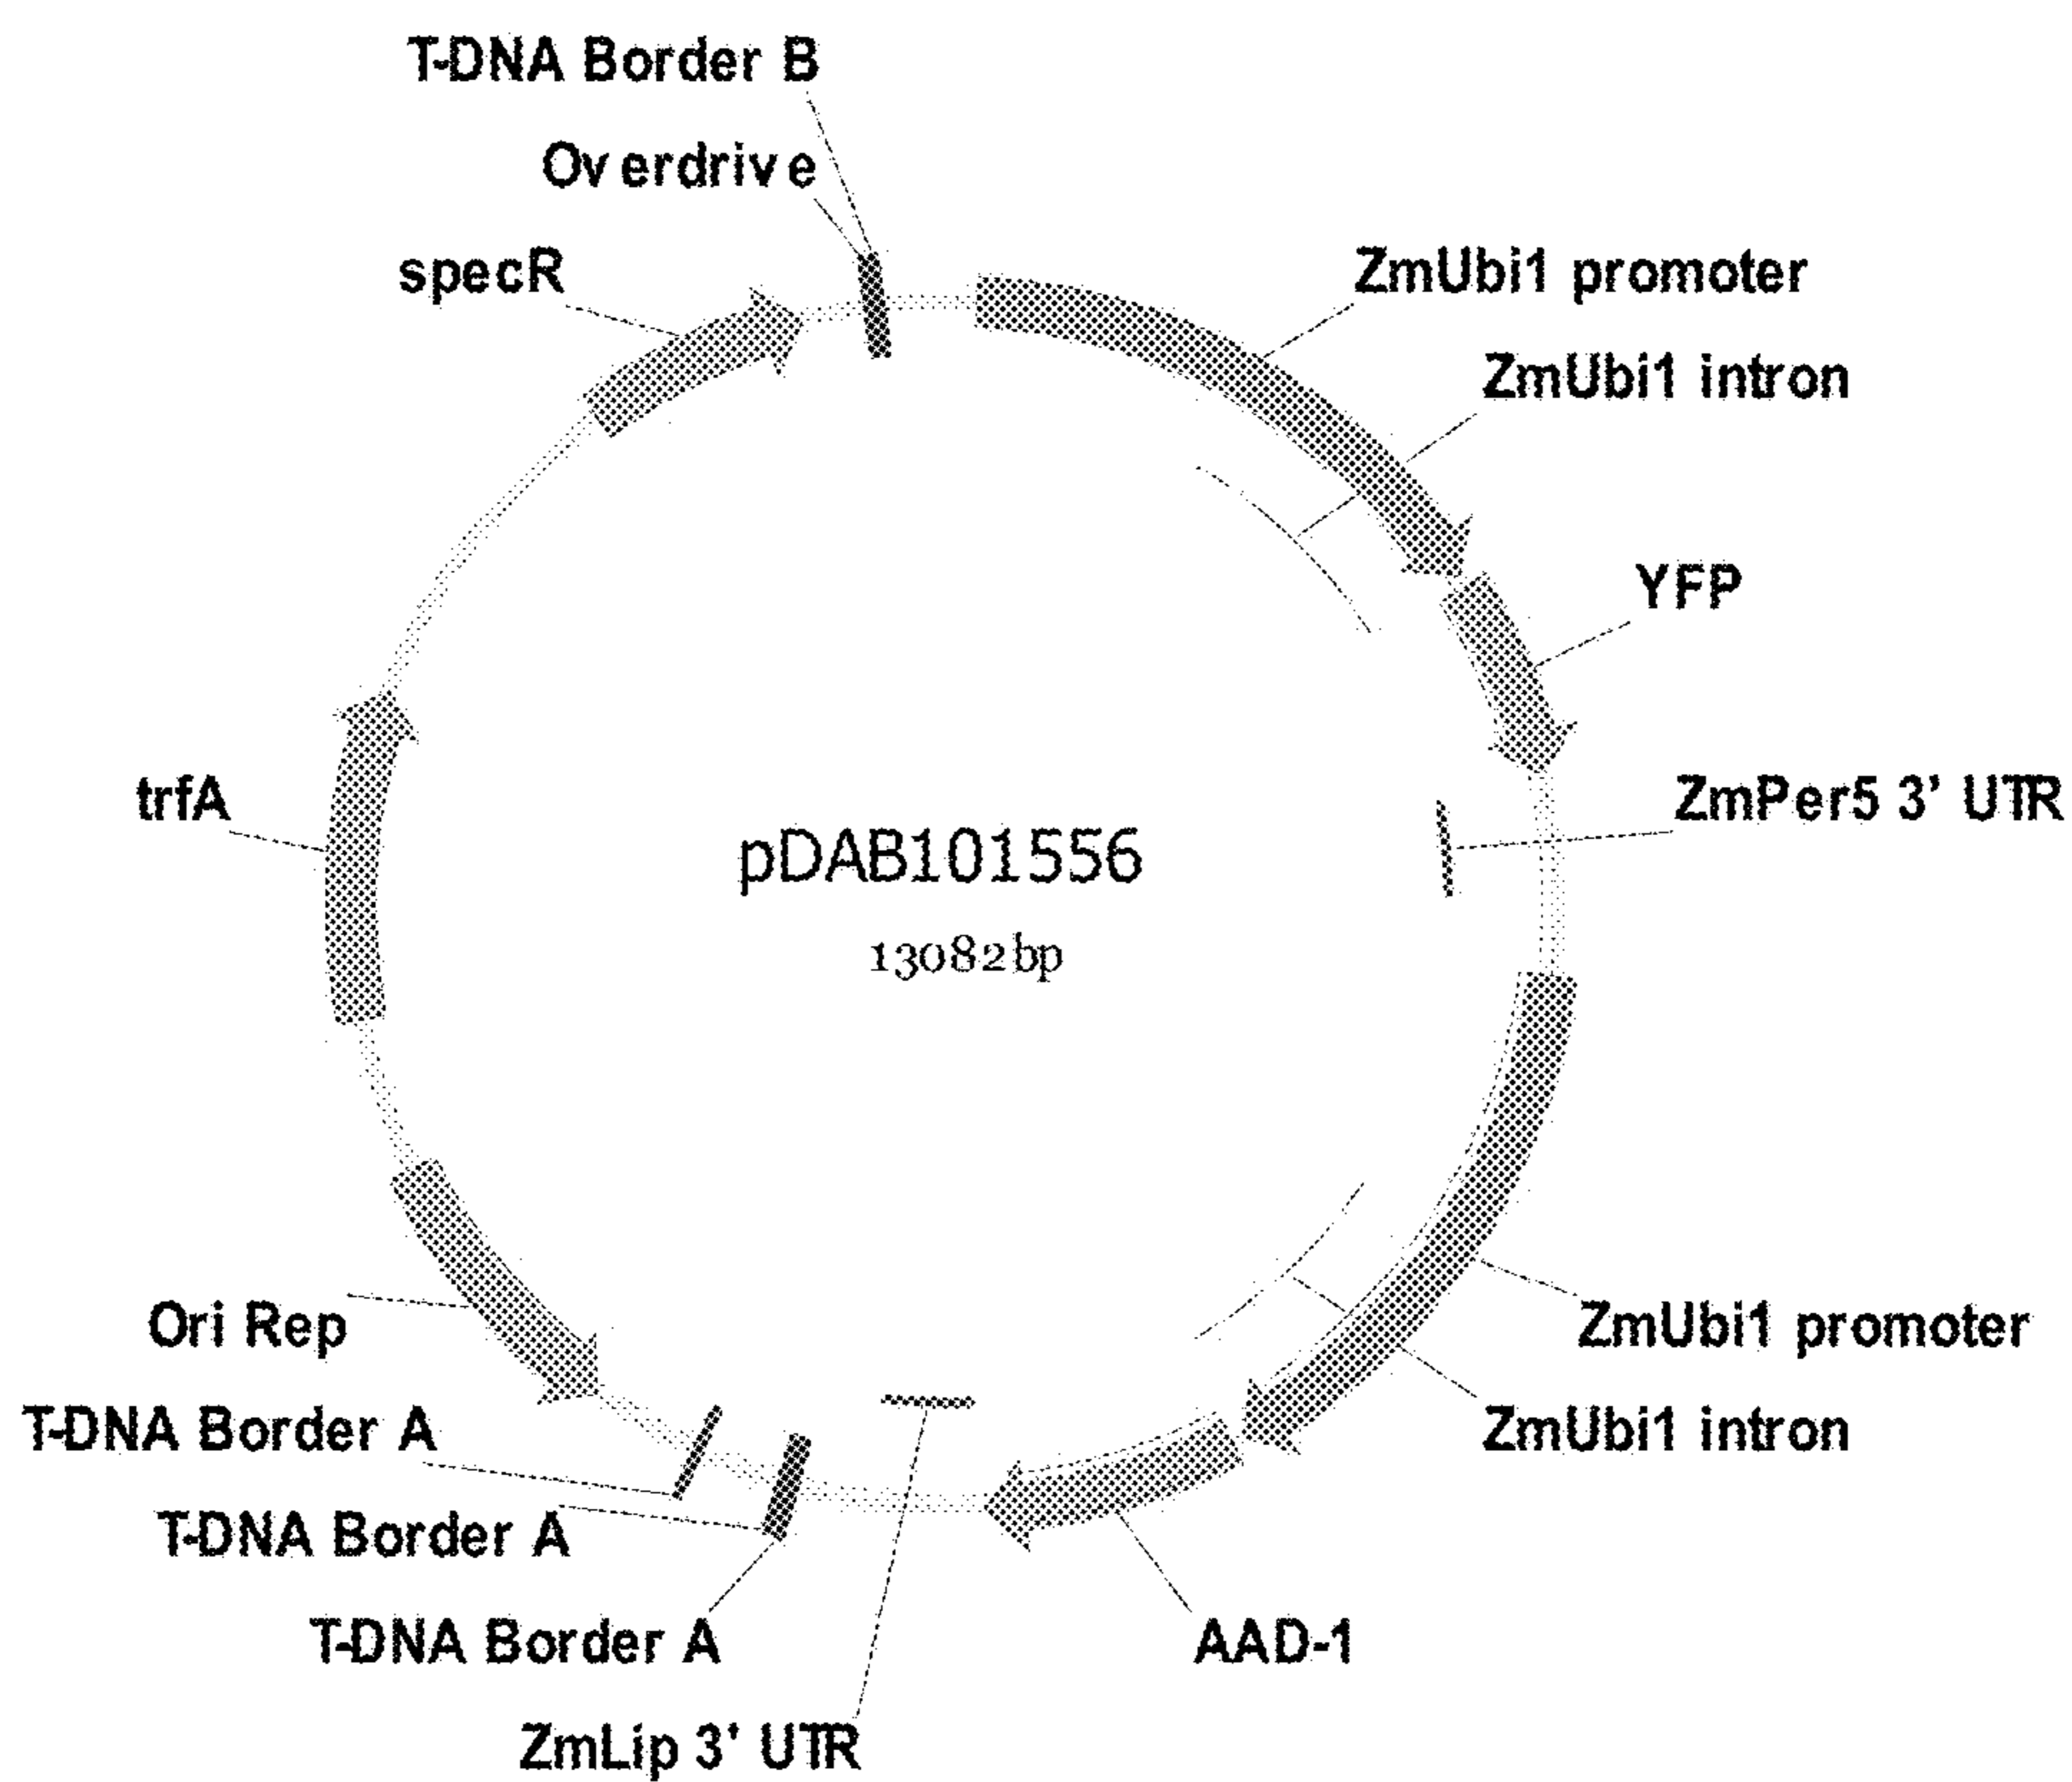 T-DNA Border B
Overdrive
specR
ZmUbi1 promoter
ZmUbi1 intron
YFP
trfA
ZmPer5 3' UTR
pDAB101556
13082bp
Ori Rep
ZmUbi1 promoter
T-DNA Border A
ZmUbi1 intron
T-DNA Border A
T-DNA Border A
AAD-1
ZmLip 3' UTR